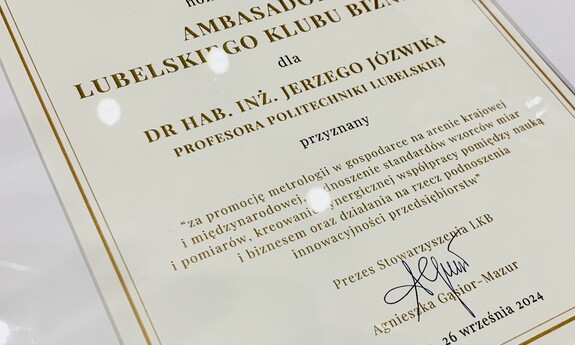 AMBASADO
LUBELSKIEGO KLUBU BIZN
dla
DR HAB. INŻ. JERZEGO JÓZWIKA
PROFESORA POLITECHNIKI LUBELSKIEJ
przyznany
“za promocję metrologii w gospodarce na arenie krajowej
i międzynarodowej, noszenie standardów wzorców miar
i pomiarów, kreowanie synergicznej współpracy pomiędzy nauką
i biznesem oraz działania na rzecz podnoszenia
innowacyjności przedsiębiorstw”
Prezes Stowarzyszenia LKB
Agnieszka Gąsior-Mazur
26 września 2024